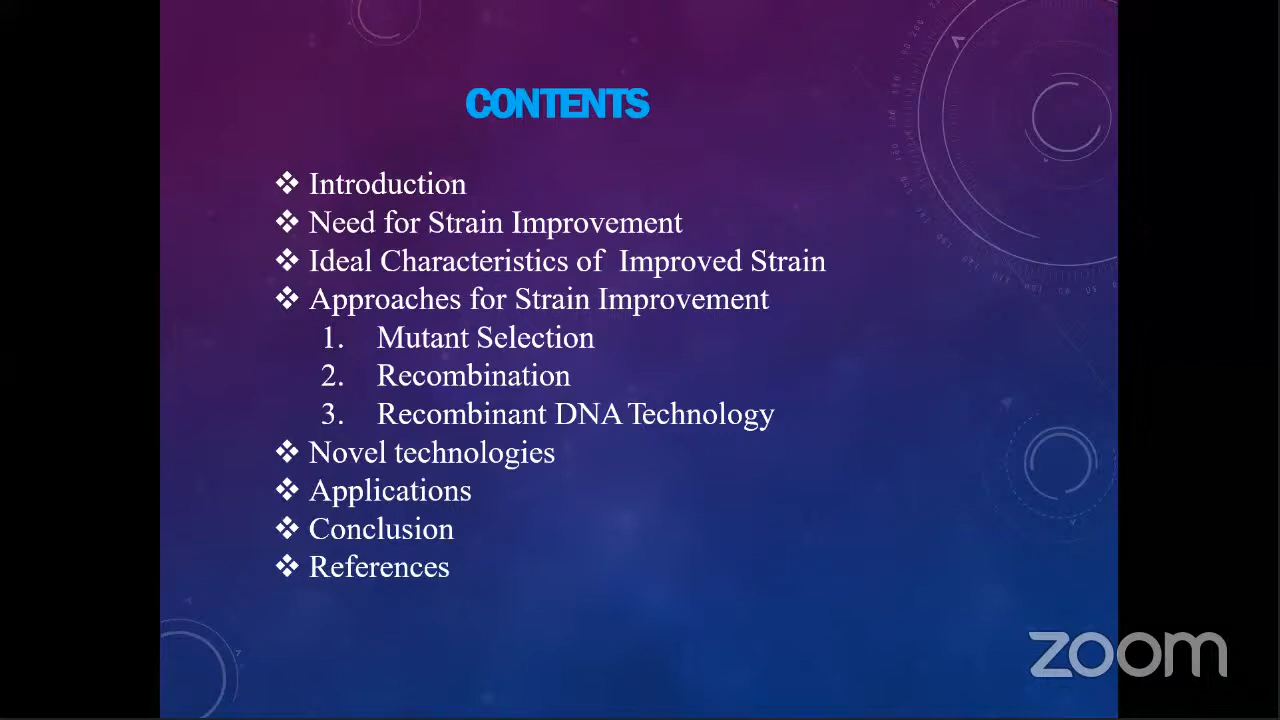 CONTENTS
❖ Introduction
❖ Need for Strain Improvement
❖ Ideal Characteristics of Improved Strain
❖ Approaches for Strain Improvement
1. Mutant Selection
2. Recombination
3. Recombinant DNA Technology
❖ Novel technologies
❖ Applications
❖ Conclusion
❖ References
zoom